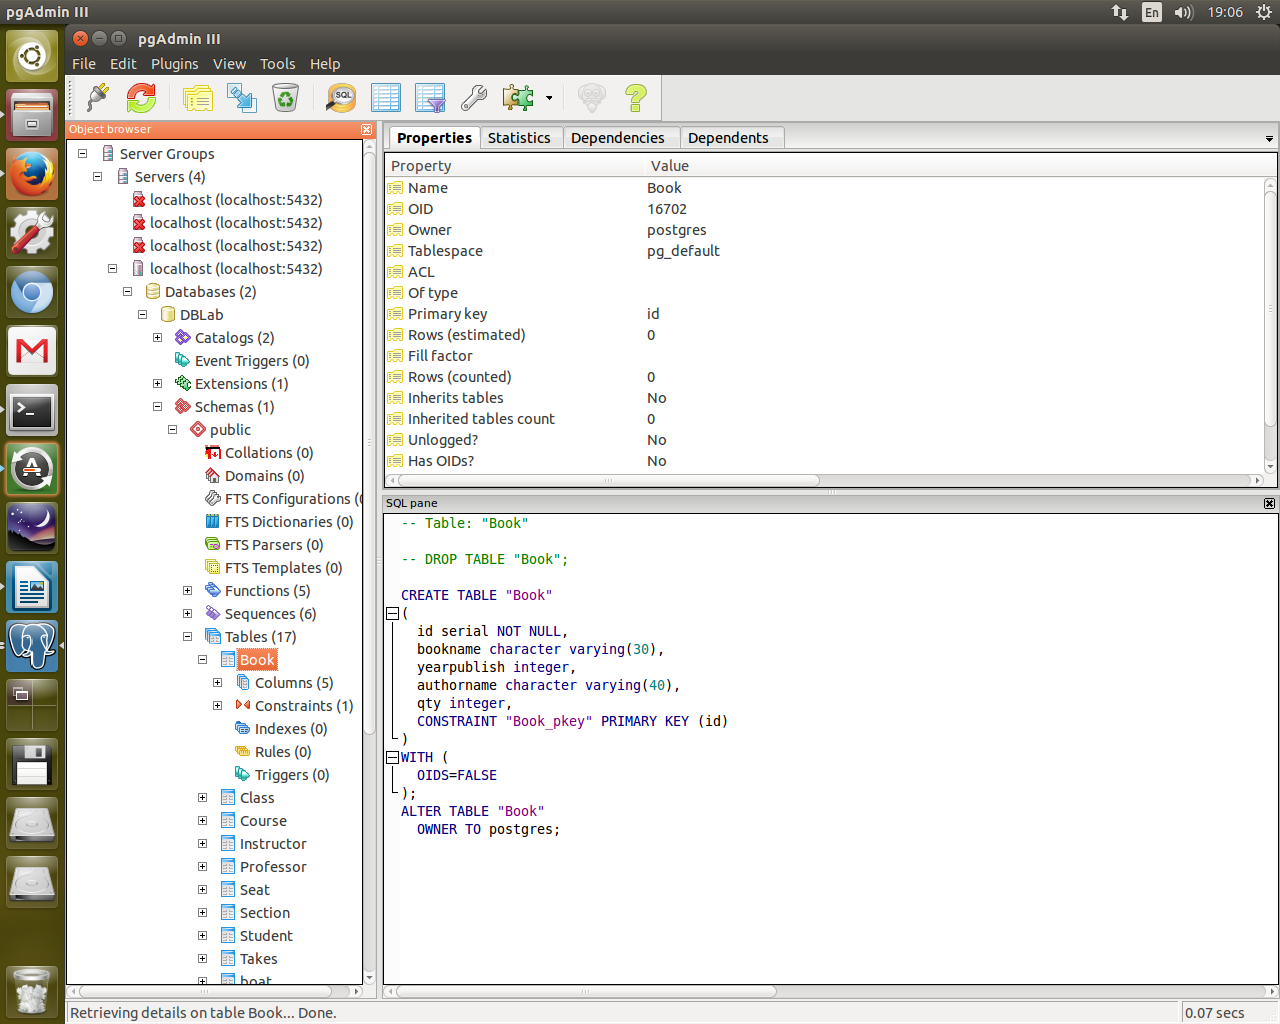 pgAdmin III
En
19:06
pgAdmin III
File Edit Plugins View Tools Help
SQL
Object browser
Server Groups
Servers (4)
localhost (localhost:5432)
localhost (localhost:5432)
localhost (localhost:5432)
localhost (localhost:5432)
Databases (2)
DBLab
Catalogs (2)
Event Triggers (0)
Extensions (1)
Schemas (1)
public
Collations (0)
Domains (0)
FTS Configurations (
FTS Dictionaries (0)
FTS Parsers (0)
FTS Templates (0)
Functions (5)
Sequences (6)
Tables (17)
Book
Columns (5)
Constraints (1)
Indexes (0)
Rules (0)
Triggers (0)
Class
Course
Instructor
Professor
Seat
Section
Student
Takes
boat
Properties Statistics Dependencies Dependents
Property Value
Name Book
OID 16702
Owner postgres
Tablespace pg_default
ACL
Of type
Primary key id
Rows (estimated) 0
Fill factor
Rows (counted) 0
Inherits tables No
Inherited tables count 0
Unlogged? No
Has OIDs? No
SQL pane
-- Table: "Book"
-- DROP TABLE "Book";
CREATE TABLE "Book"
(
id serial NOT NULL,
bookname character varying(30),
yearpublish integer,
authorname character varying(40),
qty integer,
CONSTRAINT "Book_pkey" PRIMARY KEY (id)
)
WITH (
OIDS=FALSE
);
ALTER TABLE "Book"
OWNER TO postgres;
Retrieving details on table Book... Done.
0.07 secs